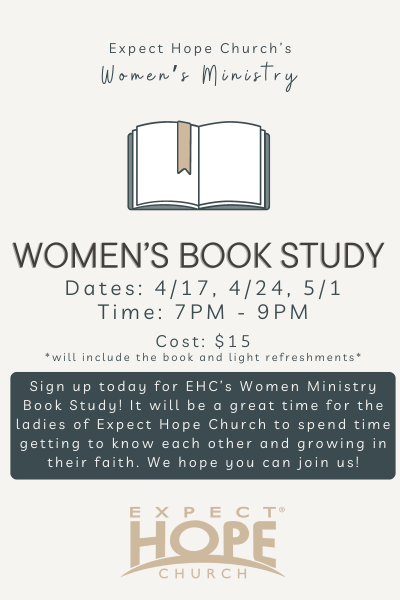 Expect Hope Church's
Women's Ministry
WOMEN'S BOOK STUDY
Dates: 4/17, 4/24, 5/1
Time: 7PM - 9PM
Cost: $15
*will include the book and light refreshments*
Sign up today for EHC's Women Ministry
Book Study! It will be a great time for the
ladies of Expect Hope Church to spend time
getting to know each other and growing in
their faith. We hope you can join us!
EXPECT®
HOPE
CHURCH